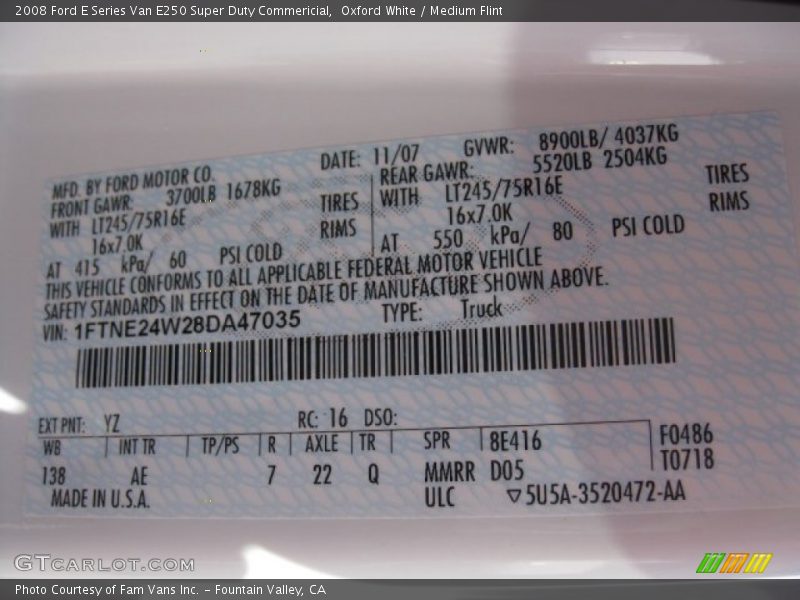 2008 Ford E Series Van E250 Super Duty Commericial, Oxford White / Medium Flint
MFD. BY FORD MOTOR CO. DATE: 11/07 GVWR: 8900LB/ 4037KG
FRONT GAWR: 3700LB 1678KG REAR GAWR: 5520LB 2504KG
WITH LT245/75R16E TIRES WITH LT245/75R16E TIRES
16x7.0K RIMS 16x7.0K RIMS
AT 415 kPa/ 60 PSI COLD AT 550 kPa/ 80 PSI COLD
THIS VEHICLE CONFORMS TO ALL APPLICABLE FEDERAL MOTOR VEHICLE
SAFETY STANDARDS IN EFFECT ON THE DATE OF MANUFACTURE SHOWN ABOVE.
VIN: 1FTNE24W28DA47035 TYPE: Truck
EXT PNT: YZ RC: 16 DSO:
WB INT TR TP/PS R AXLE TR SPR 8E416 F0486
138 AE 7 22 Q MMRR D05 T0718
MADE IN U.S.A. ULC ▽5U5A-3520472-AA
GTCARLOT.COM
Photo Courtesy of Fam Vans Inc. - Fountain Valley, CA